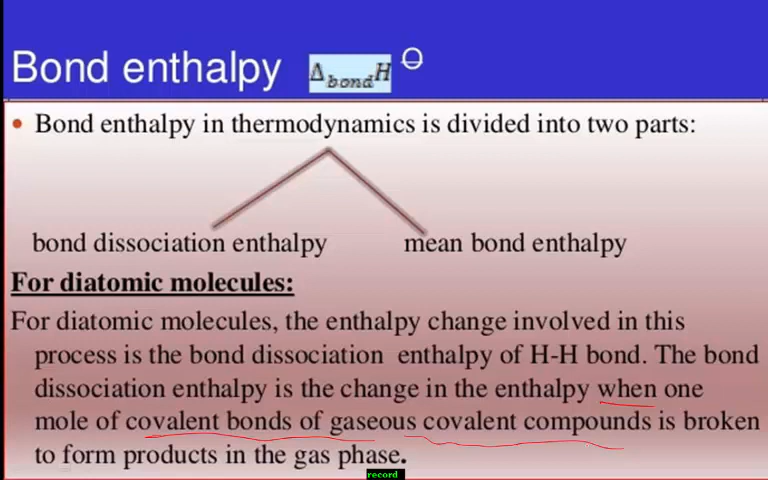 Bond enthalpy Δ_bond H ⊖
• Bond enthalpy in thermodynamics is divided into two parts:
bond dissociation enthalpy mean bond enthalpy
For diatomic molecules:
For diatomic molecules, the enthalpy change involved in this
process is the bond dissociation enthalpy of H-H bond. The bond
dissociation enthalpy is the change in the enthalpy when one
mole of covalent bonds of gaseous covalent compounds is broken
to form products in the gas phase.
record